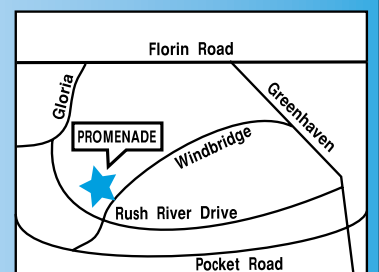 Florin Road
Gloria
Greenhaven
PROMENADE
Windbridge
Rush River Drive
Pocket Road